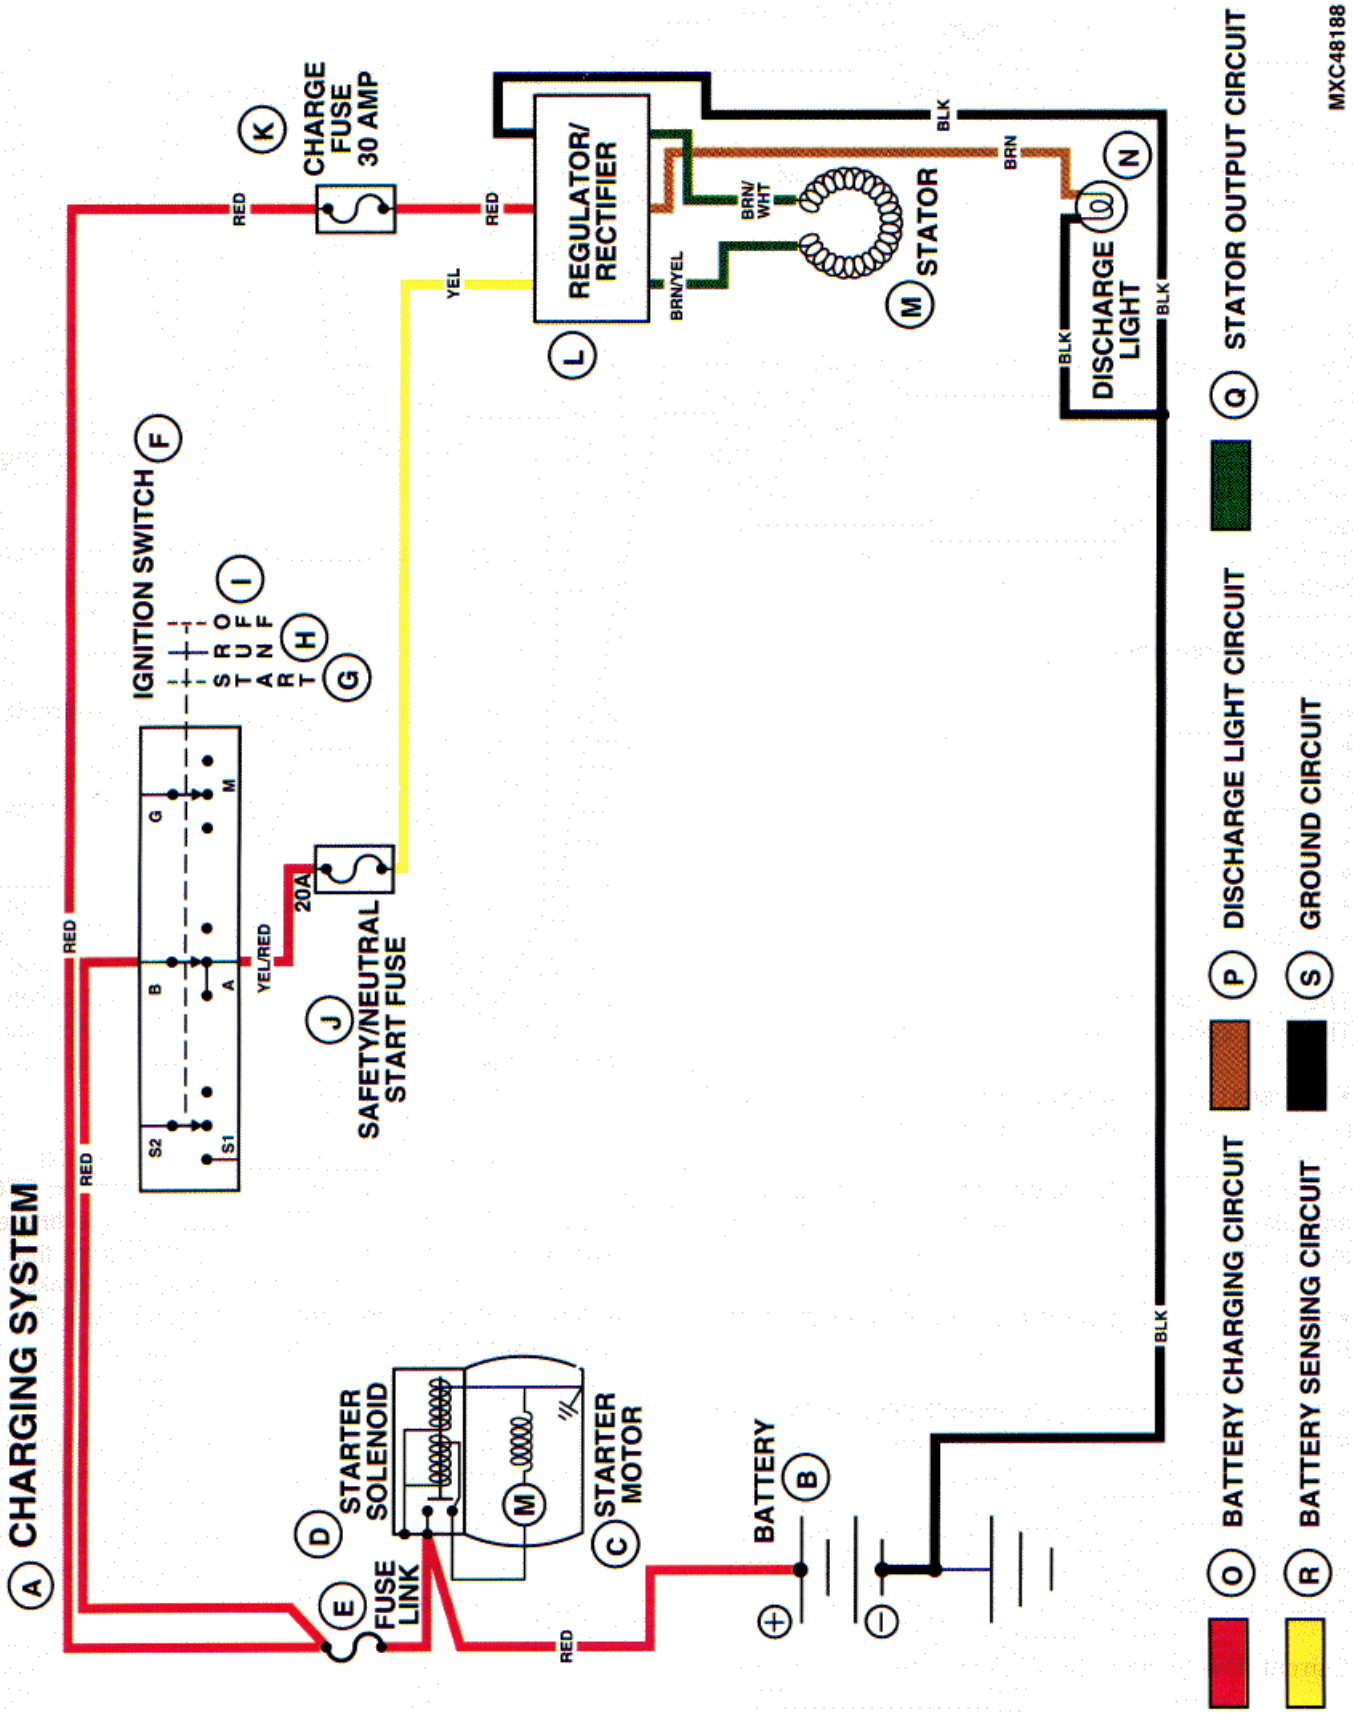 A CHARGING SYSTEM
RED
RED
RED
RED
IGNITION SWITCH
F
S2
S1
B
A
G
M
START
RUN
OFF
G
H
I
K
CHARGE
FUSE
30 AMP
YEL/RED
20A
J
SAFETY/NEUTRAL
START FUSE
YEL
L
REGULATOR/
RECTIFIER
BLK
BRN/YEL
BRN/
WHT
BRN
M STATOR
D
STARTER
SOLENOID
E
FUSE
LINK
M
C
STARTER
MOTOR
RED
BATTERY
B
+
−
BLK
BLK
BLK
DISCHARGE
LIGHT
N
O BATTERY CHARGING CIRCUIT
P DISCHARGE LIGHT CIRCUIT
Q STATOR OUTPUT CIRCUIT
R BATTERY SENSING CIRCUIT
S GROUND CIRCUIT
MXC48188